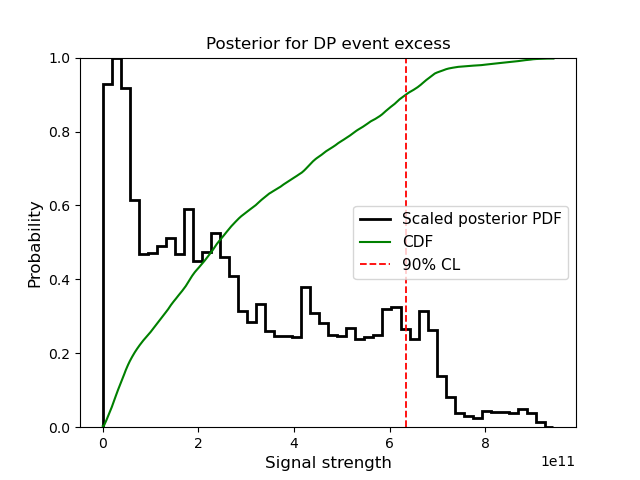 Posterior for DP event excess
Probability
1.0
0.8
0.6
0.4
0.2
0.0
Scaled posterior PDF
CDF
90% CL
0
2
4
6
8
1e11
Signal strength